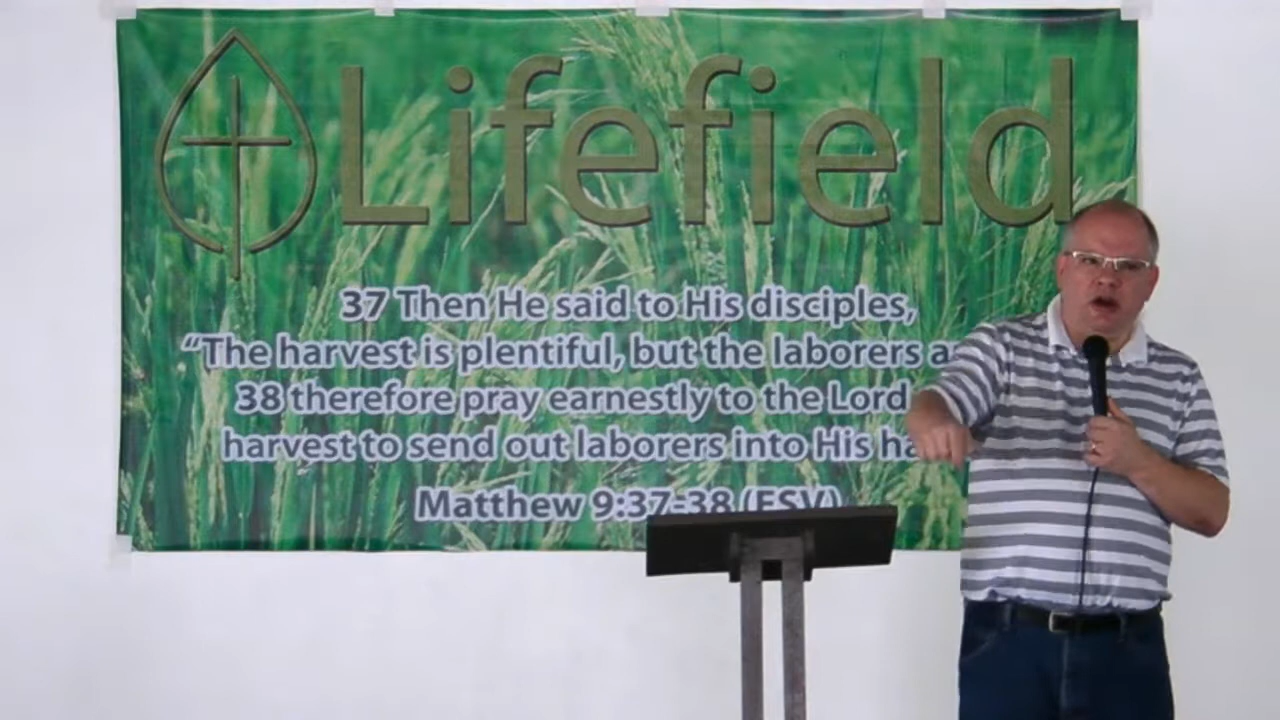 Lifefield
37 Then He said to His disciples,
“The harvest is plentiful, but the laborers a
38 therefore pray earnestly to the Lord
harvest to send out laborers into His ha
Matthew 9:37-38 (ESV)